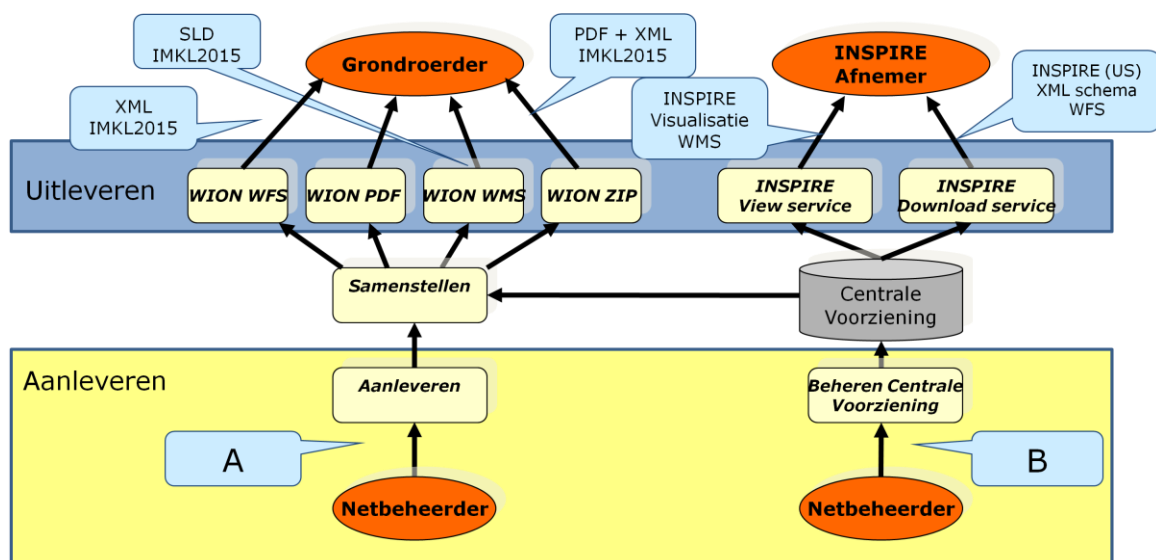 SLD
IMKL2015
PDF + XML
IMKL2015
Grondroerder
INSPIRE
Afnemer
XML
IMKL2015
INSPIRE
Visualisatie
WMS
INSPIRE (US)
XML schema
WFS
Uitleveren
WION WFS
WION PDF
WION WMS
WION ZIP
INSPIRE
View service
INSPIRE
Download service
Samenstellen
Centrale
Voorziening
Aanleveren
Aanleveren
Beheren Centrale
Voorziening
A
B
Netbeheerder
Netbeheerder